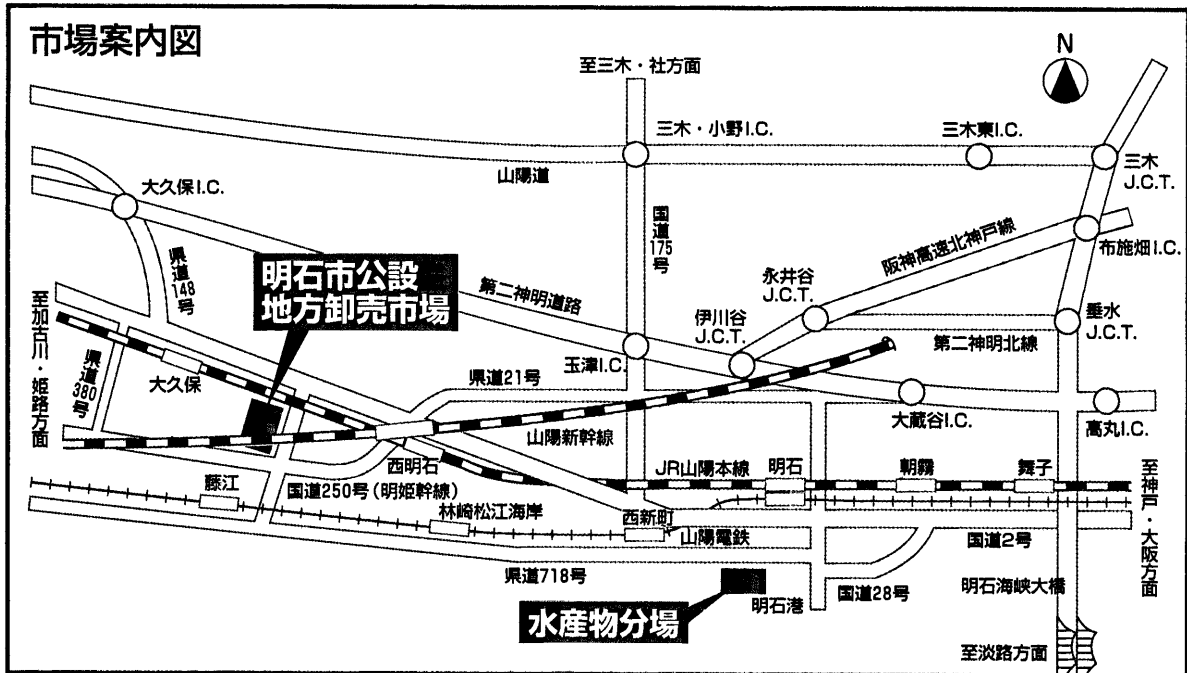 市場案内図
N
至三木・社方面
三木・小野I.C.
三木東I.C.
三木
J.C.T.
山陽道
大久保I.C.
国道175号
県道148号
阪神高速北神戸線
布施畑I.C.
明石市公設
地方卸売市場
第二神明道路
永井谷
J.C.T.
伊川谷
J.C.T.
垂水
J.C.T.
第二神明北線
至加古川・姫路方面
県道380号
大久保
玉津I.C.
県道21号
大蔵谷I.C.
高丸I.C.
山陽新幹線
西明石
JR山陽本線
明石
朝霧
舞子
至神戸・大阪方面
国道250号(明姫幹線)
藤江
林崎松江海岸
西新町
山陽電鉄
国道2号
県道718号
国道28号
明石海峡大橋
明石港
水産物分場
至淡路方面